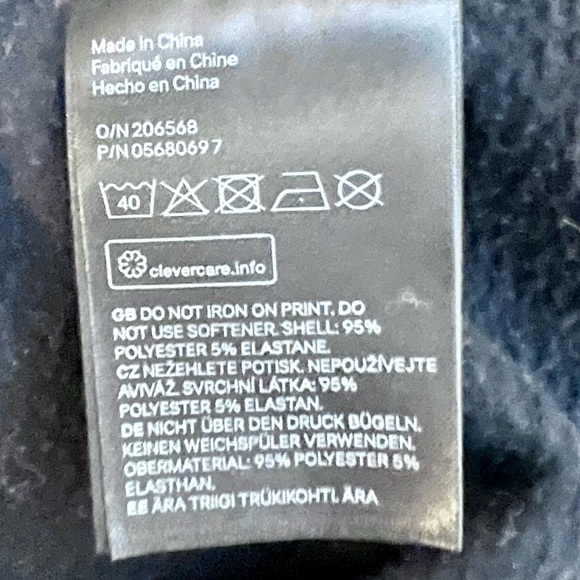 Made in China
Fabriqué en Chine
Hecho en China
O/N 206568
P/N 05680697
40
clevercare.info
GB DO NOT IRON ON PRINT. DO
NOT USE SOFTENER. SHELL: 95%
POLYESTER 5% ELASTANE.
CZ NEŽEHLETE POTISK. NEPOUŽÍVEJTE
AVIVÁŽ. SVRCHNÍ LÁTKA: 95%
POLYESTER 5% ELASTAN.
DE NICHT ÜBER DEN DRUCK BÜGELN.
KEINEN WEICHSPÜLER VERWENDEN.
OBERMATERIAL: 95% POLYESTER 5%
ELASTHAN.
EE ÄRA TRIIGI TRÜKIKOHTI. ÄRA